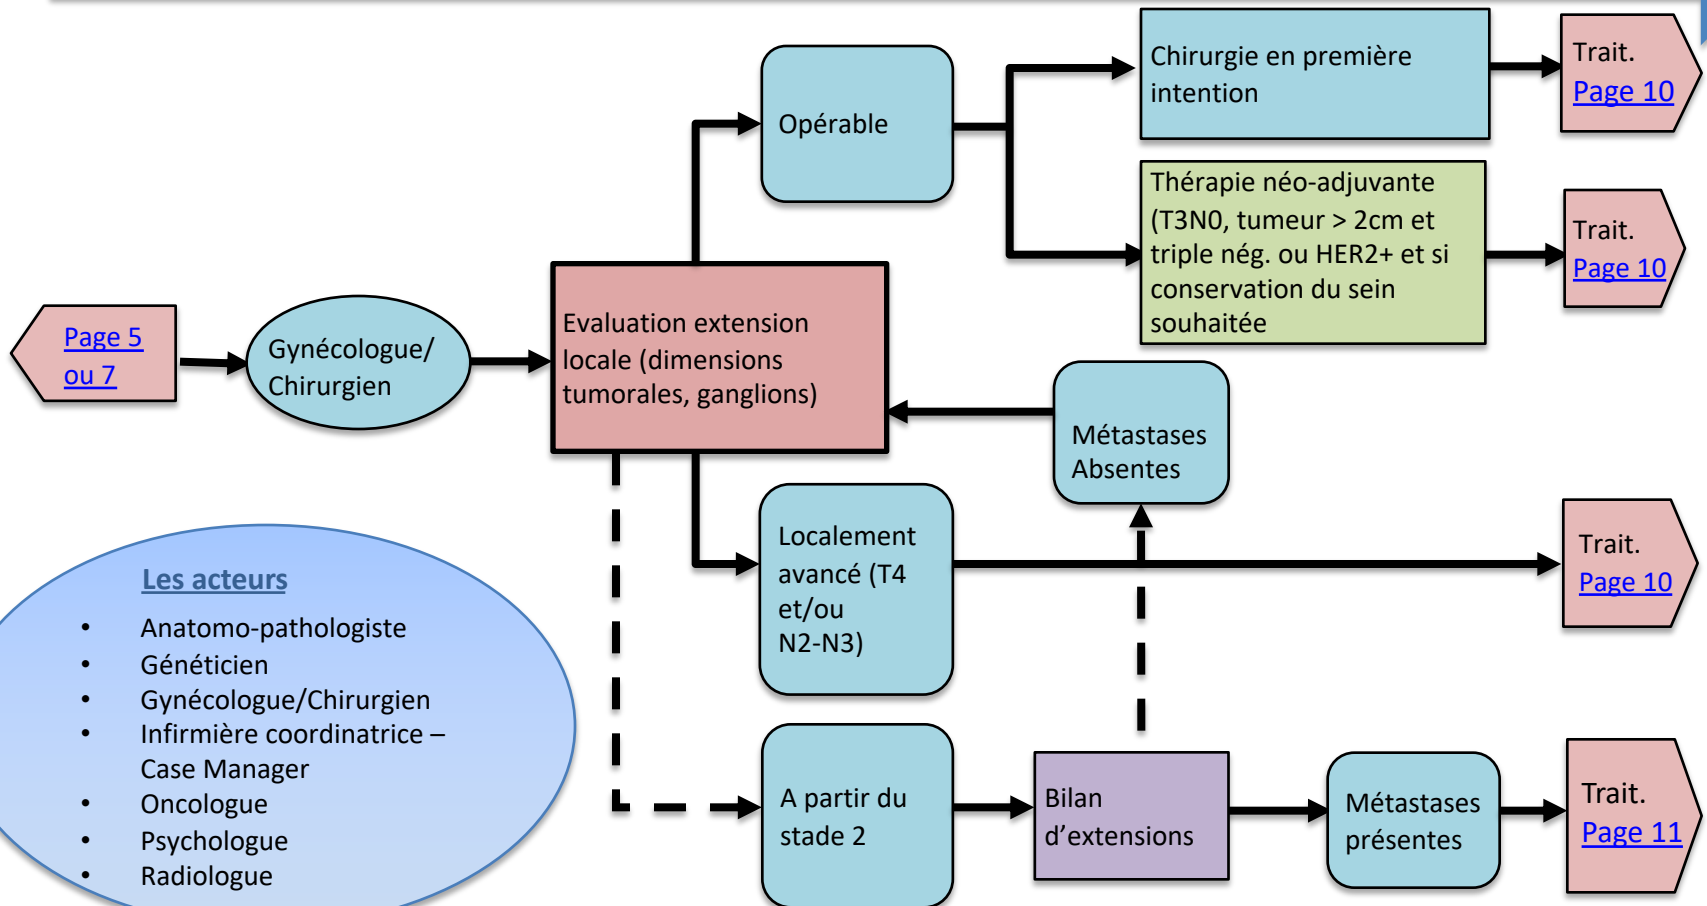 Chirurgie en première
intention
Trait.
Page 10
Opérable
Thérapie néo-adjuvante
(T3N0, tumeur > 2cm et
triple nég. ou HER2+ et si
conservation du sein
souhaitée
Trait.
Page 10
Page 5
ou 7
Gynécologue/
Chirurgien
Evaluation extension
locale (dimensions
tumorales, ganglions)
Métastases
Absentes
Localement
avancé (T4
et/ou
N2-N3)
Trait.
Page 10
Les acteurs
• Anatomo-pathologiste
• Généticien
• Gynécologue/Chirurgien
• Infirmière coordinatrice –
Case Manager
• Oncologue
• Psychologue
• Radiologue
A partir du
stade 2
Bilan
d’extensions
Métastases
présentes
Trait.
Page 11